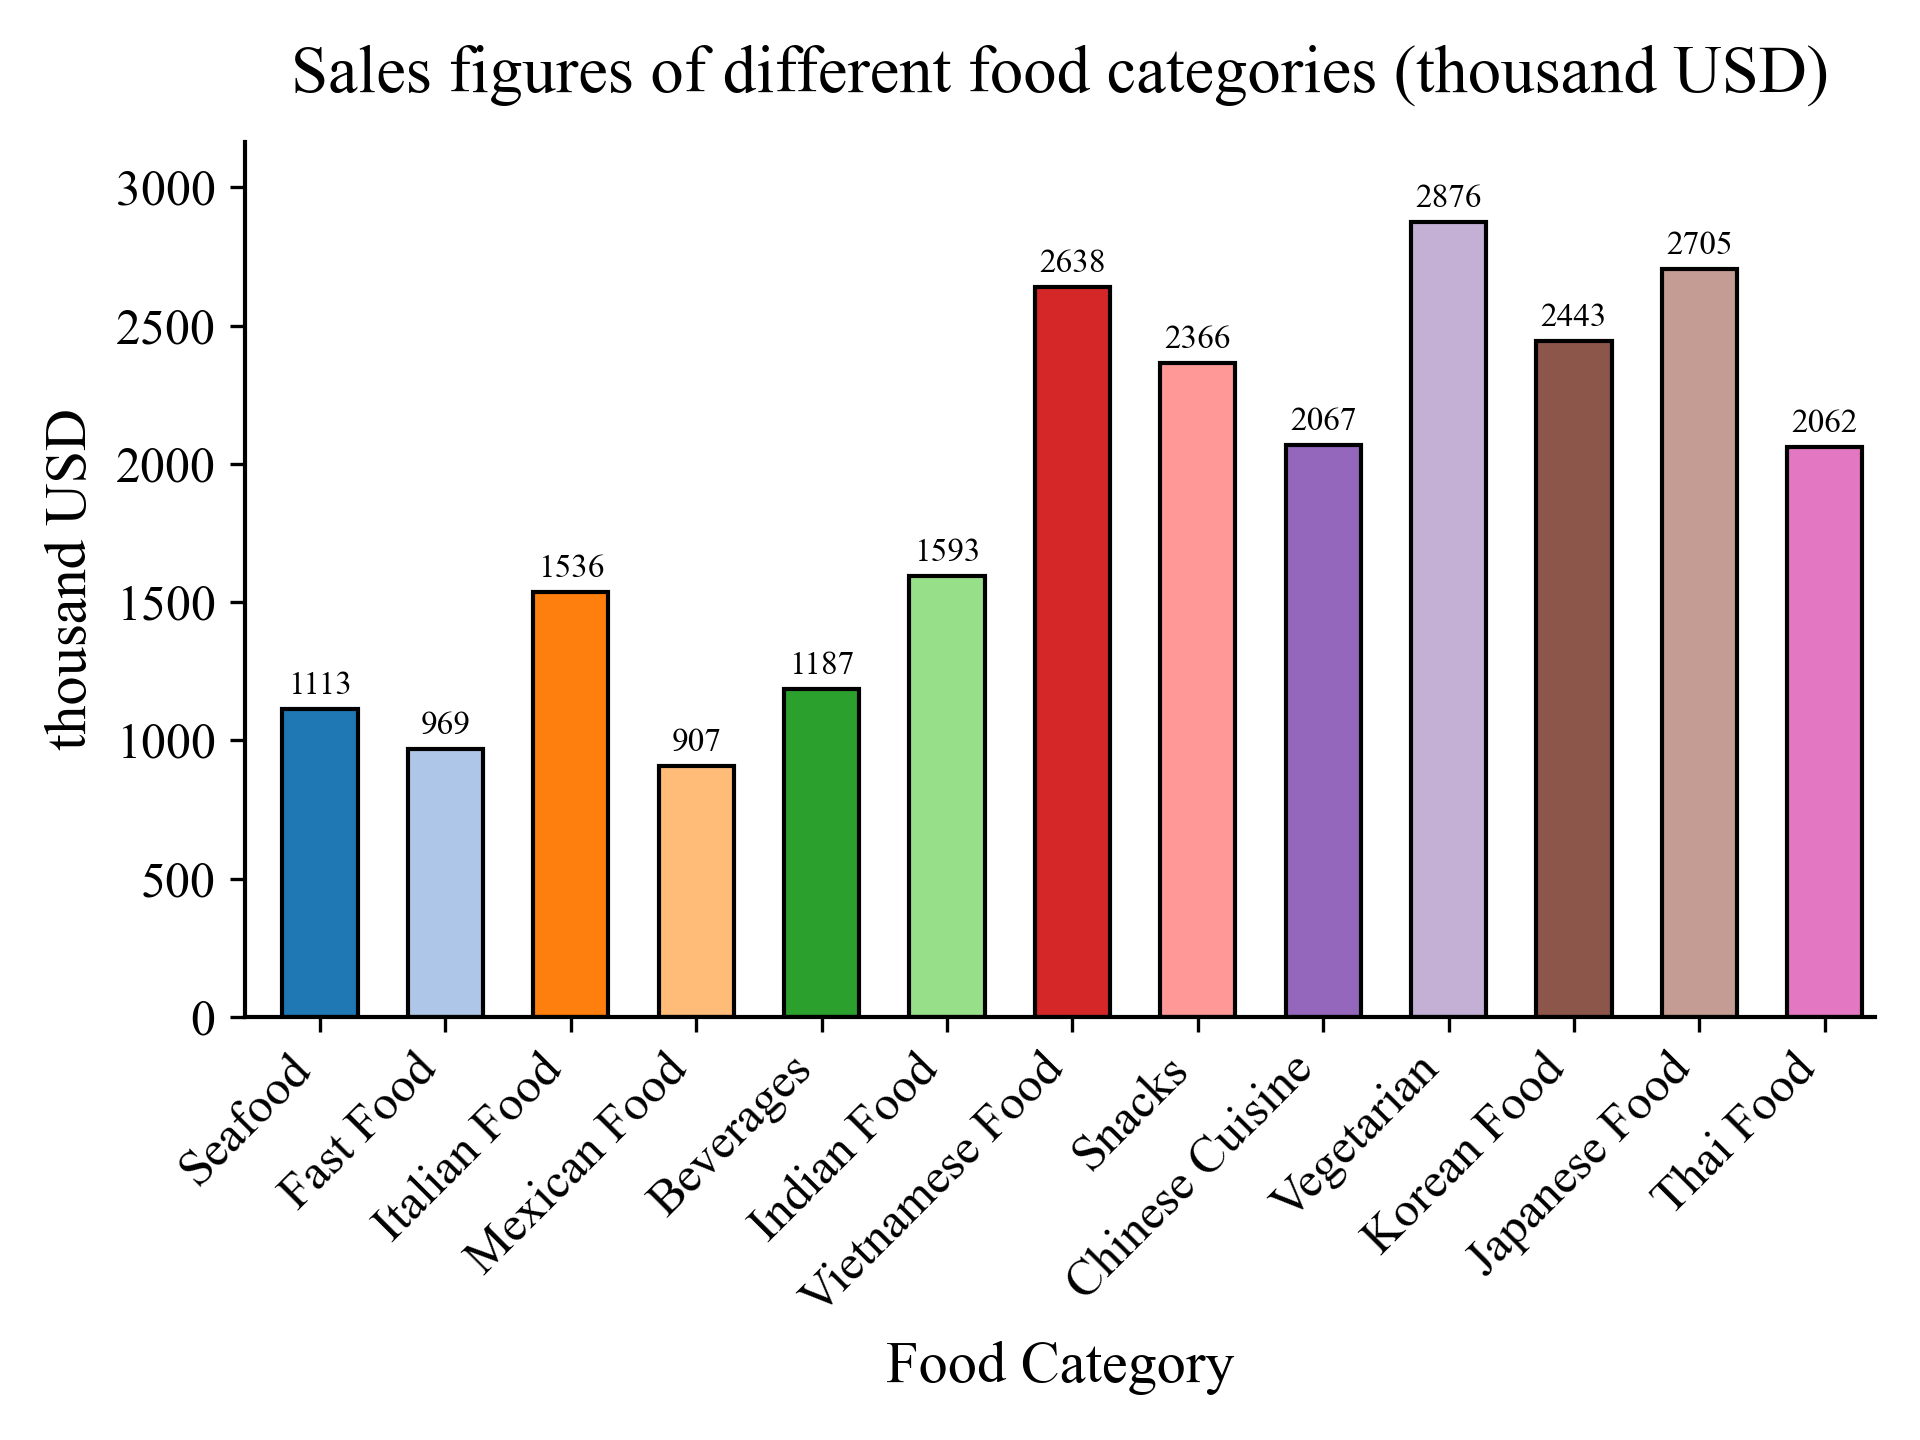 Sales figures of different food categories (thousand USD)
thousand USD
3000
2500
2000
1500
1000
500
0
1113
969
1536
907
1187
1593
2638
2366
2067
2876
2443
2705
2062
Seafood
Fast Food
Italian Food
Mexican Food
Beverages
Indian Food
Vietnamese Food
Snacks
Chinese Cuisine
Vegetarian
Korean Food
Japanese Food
Thai Food
Food Category